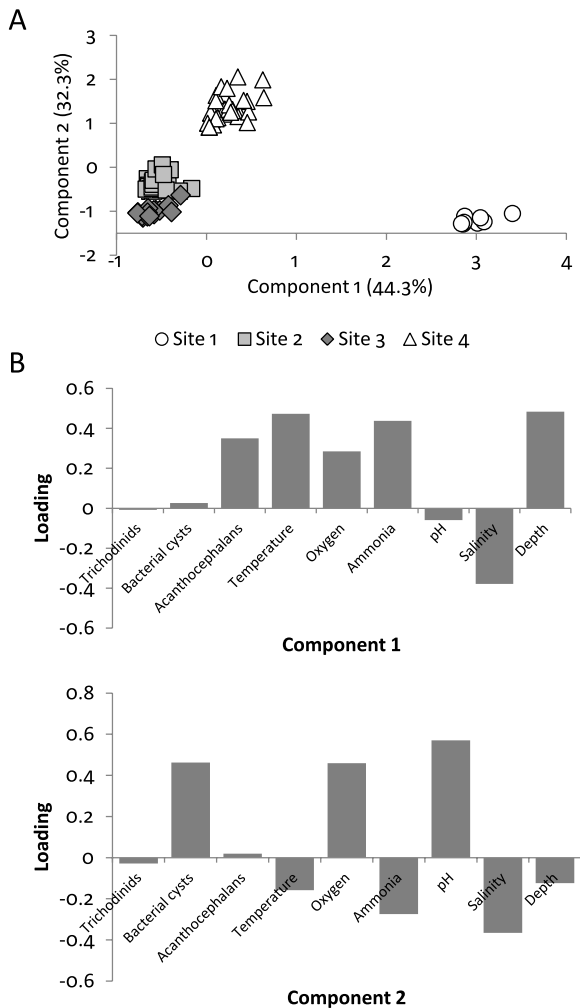 A
Component 2 (32.3%)
3
2
1
0
-1
-2
-1 0 1 2 3 4
Component 1 (44.3%)
Site 1 Site 2 Site 3 Site 4
B
Loading
0.6
0.4
0.2
0
-0.2
-0.4
-0.6
Trichodinids
Bacterial cysts
Acanthocephalans
Temperature
Oxygen
Ammonia
pH
Salinity
Depth
Component 1
Loading
0.8
0.6
0.4
0.2
0
-0.2
-0.4
-0.6
Trichodinids
Bacterial cysts
Acanthocephalans
Temperature
Oxygen
Ammonia
pH
Salinity
Depth
Component 2